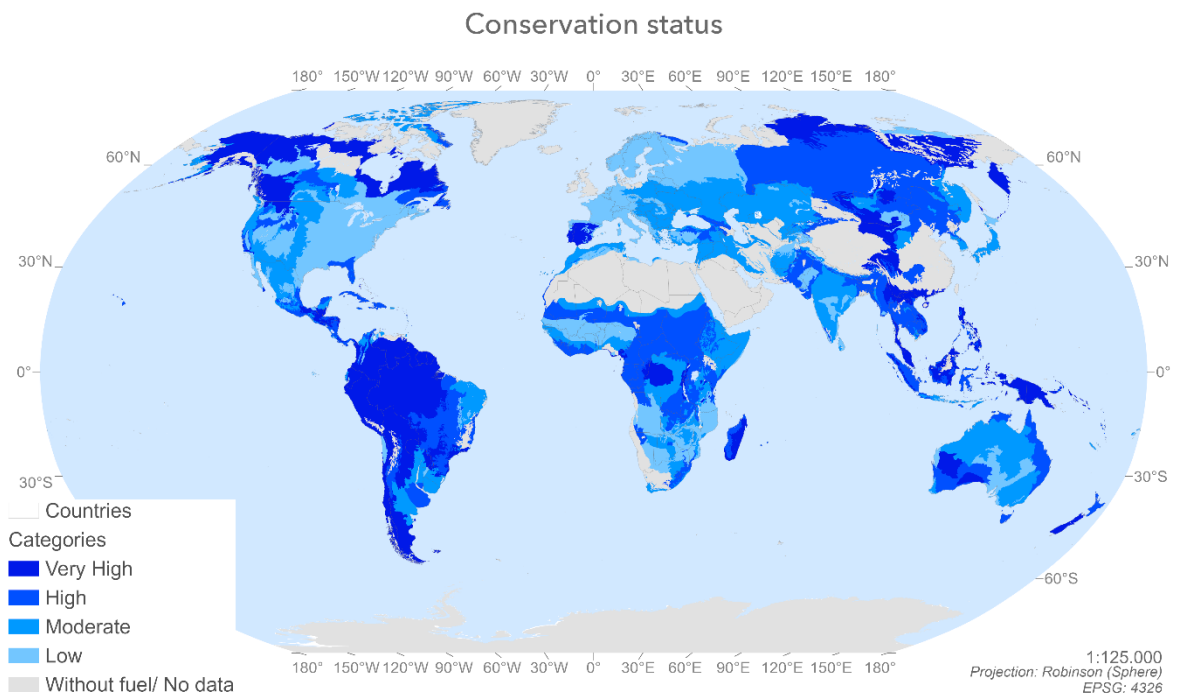 Conservation status
180° 150°W 120°W 90°W 60°W 30°W 0° 30°E 60°E 90°E 120°E 150°E 180°
60°N 60°N
30°N 30°N
0° 0°
30°S 30°S
Countries
Categories
Very High
High 60°S
Moderate
Low
Without fuel/ No data
180° 150°W 120°W 90°W 60°W 30°W 0° 30°E 60°E 90°E 120°E 150°E 180°
1:125.000
Projection: Robinson (Sphere)
EPSG: 4326